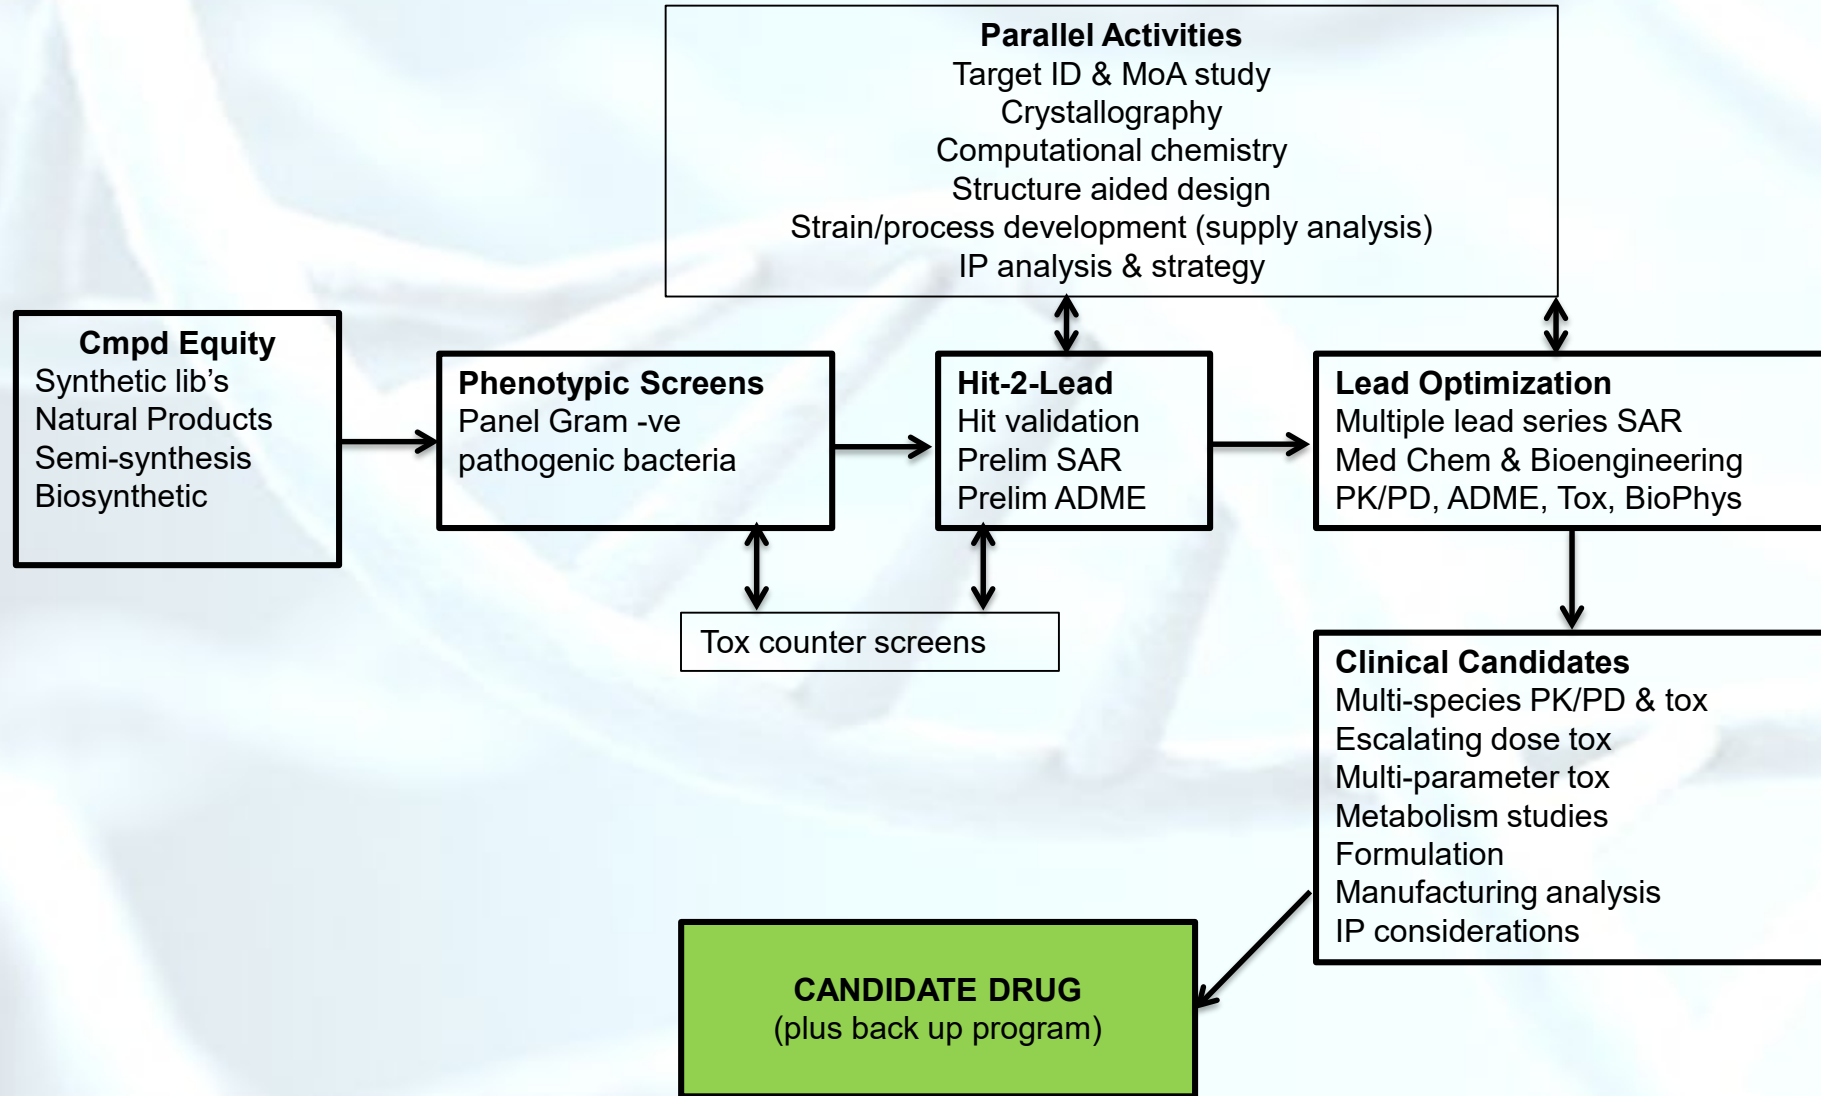 Parallel Activities
Target ID & MoA study
Crystallography
Computational chemistry
Structure aided design
Strain/process development (supply analysis)
IP analysis & strategy
Cmpd Equity
Synthetic lib’s
Natural Products
Semi-synthesis
Biosynthetic
Phenotypic Screens
Panel Gram -ve
pathogenic bacteria
Hit-2-Lead
Hit validation
Prelim SAR
Prelim ADME
Lead Optimization
Multiple lead series SAR
Med Chem & Bioengineering
PK/PD, ADME, Tox, BioPhys
Tox counter screens
Clinical Candidates
Multi-species PK/PD & tox
Escalating dose tox
Multi-parameter tox
Metabolism studies
Formulation
Manufacturing analysis
IP considerations
CANDIDATE DRUG
(plus back up program)